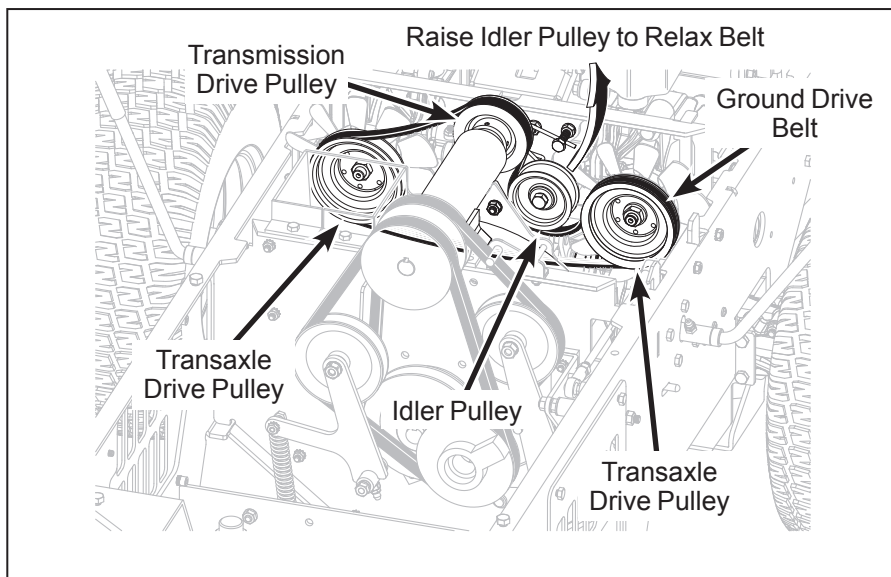 Raise Idler Pulley to Relax Belt
Transmission
Drive Pulley
Ground Drive
Belt
Transaxle
Drive Pulley
Idler Pulley
Transaxle
Drive Pulley